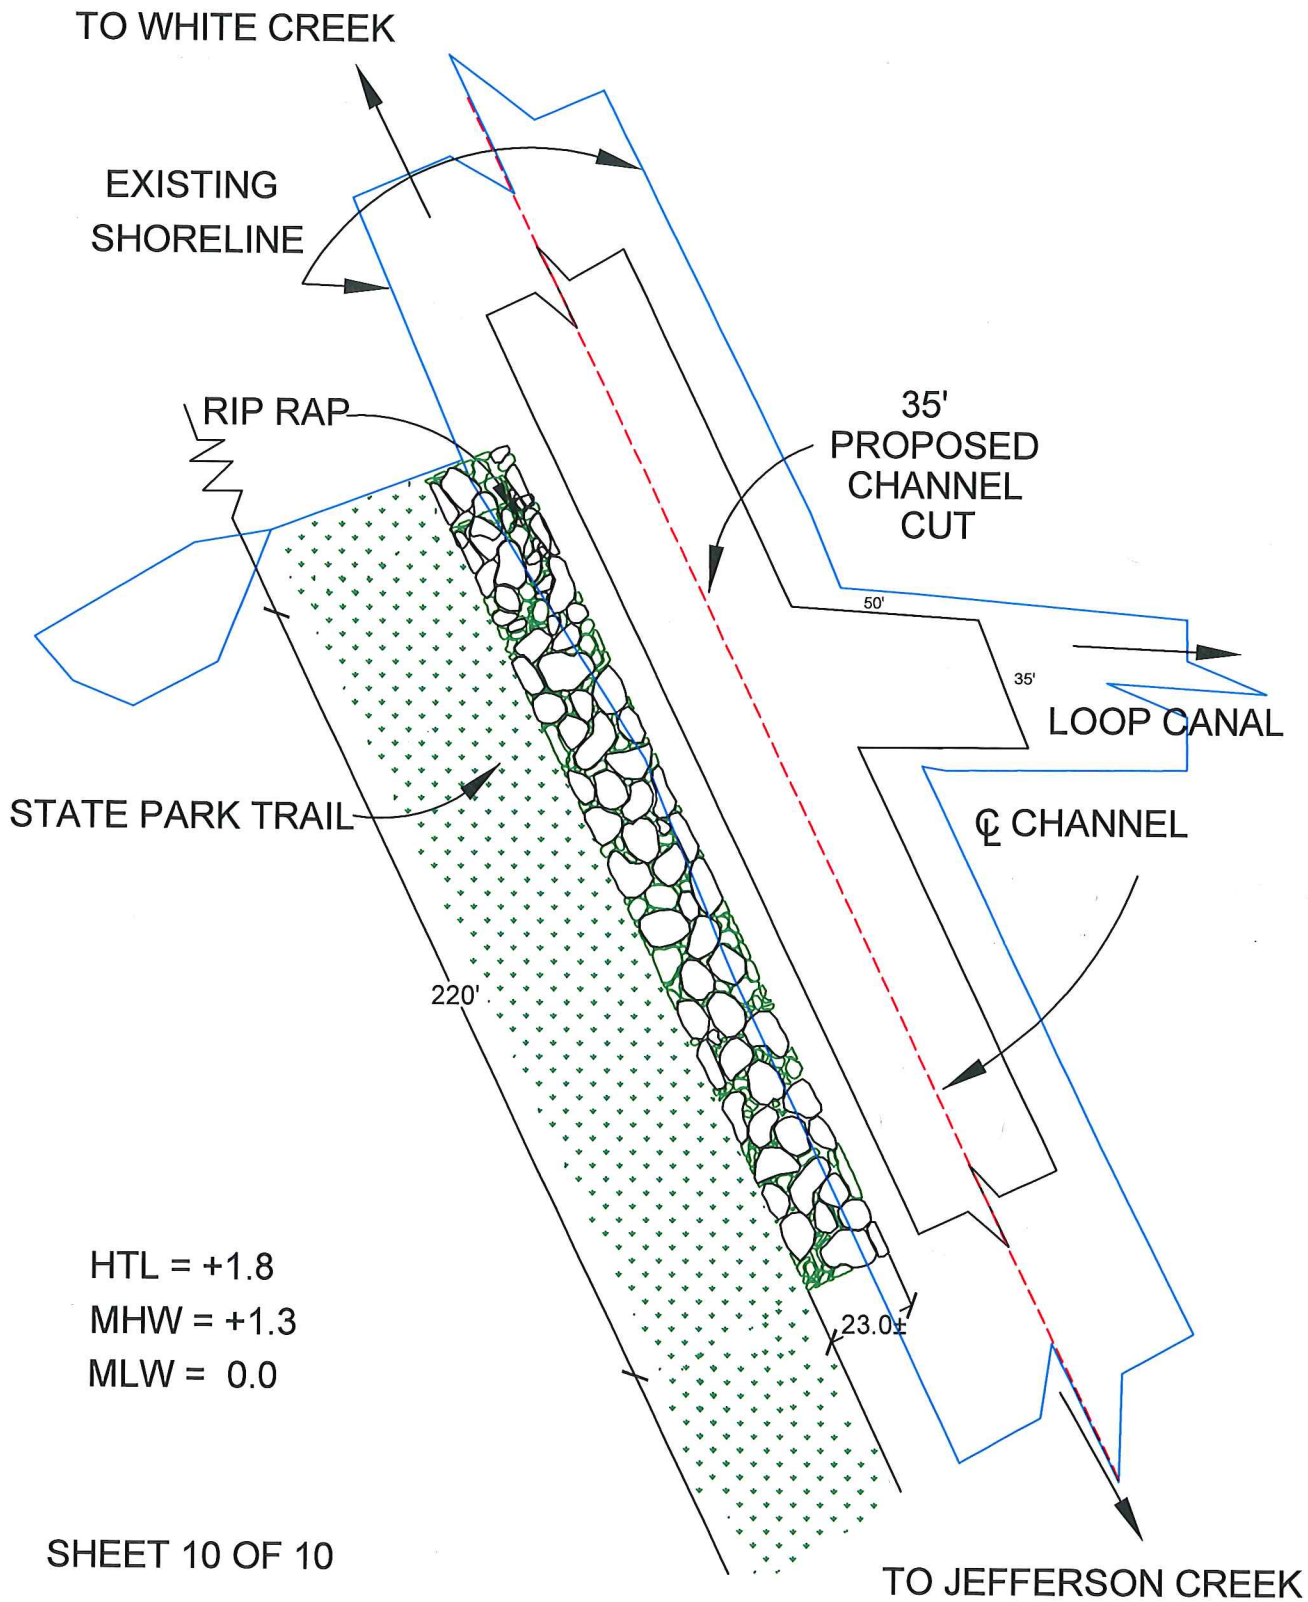 TO WHITE CREEK
EXISTING
SHORELINE
RIP RAP
35'
PROPOSED
CHANNEL
CUT
50'
35'
LOOP CANAL
STATE PARK TRAIL
℄ CHANNEL
220'
HTL = +1.8
MHW = +1.3
MLW = 0.0
23.0±
SHEET 10 OF 10
TO JEFFERSON CREEK